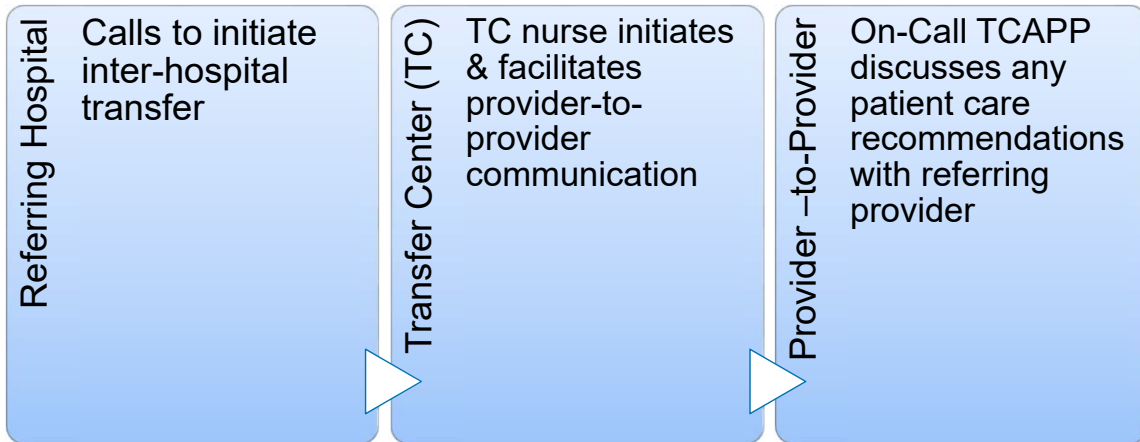 Referring Hospital
Calls to initiate
inter-hospital
transfer
Transfer Center (TC)
TC nurse initiates
& facilitates
provider-to-
provider
communication
Provider –to-Provider
On-Call TCAPP
discusses any
patient care
recommendations
with referring
provider